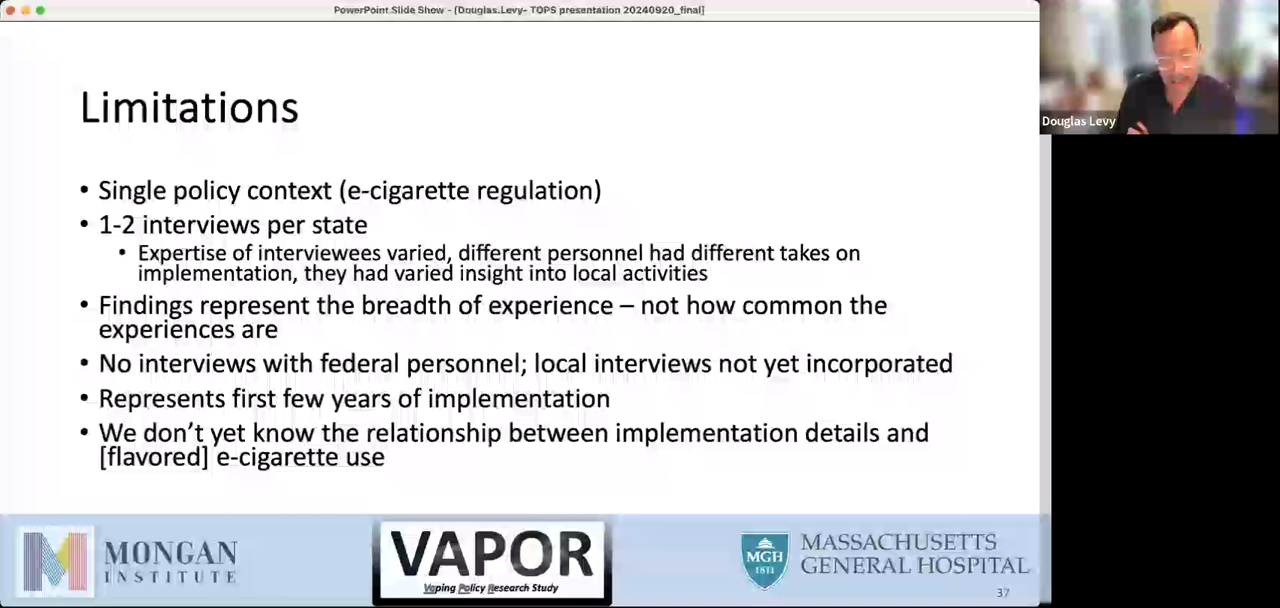 PowerPoint Slide Show - [Douglas.Levy- TOPS presentation 20240920_final]
Limitations
• Single policy context (e-cigarette regulation)
• 1-2 interviews per state
• Expertise of interviewees varied, different personnel had different takes on
implementation, they had varied insight into local activities
• Findings represent the breadth of experience – not how common the
experiences are
• No interviews with federal personnel; local interviews not yet incorporated
• Represents first few years of implementation
• We don’t yet know the relationship between implementation details and
[flavored] e-cigarette use
MONGAN
INSTITUTE
VAPOR
Vaping Policy Research Study
MGH
1811
MASSACHUSETTS
GENERAL HOSPITAL
37
Douglas Levy